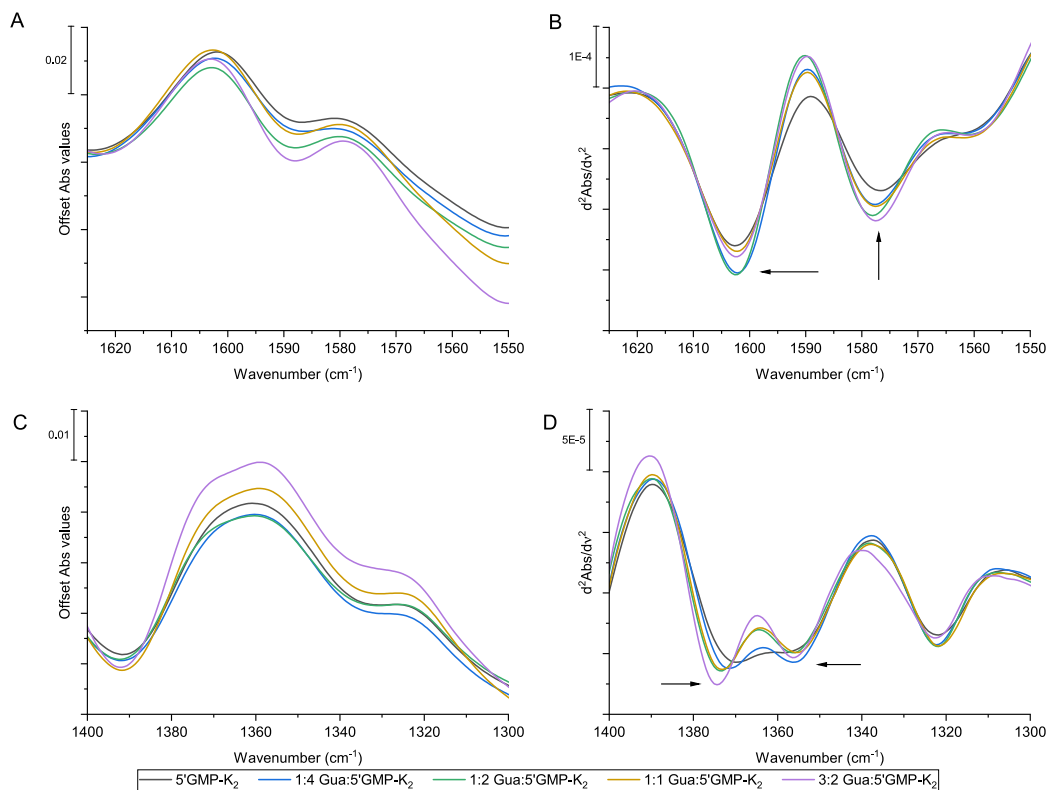 A
0.02
Offset Abs values
1620 1610 1600 1590 1580 1570 1560 1550
Wavenumber (cm⁻¹)
B
1E-4
d²Abs/dν²
1620 1610 1600 1590 1580 1570 1560 1550
Wavenumber (cm⁻¹)
C
0.01
Offset Abs values
1400 1380 1360 1340 1320 1300
Wavenumber (cm⁻¹)
D
5E-5
d²Abs/dν²
1400 1380 1360 1340 1320 1300
Wavenumber (cm⁻¹)
5'GMP-K₂ 1:4 Gua:5'GMP-K₂ 1:2 Gua:5'GMP-K₂ 1:1 Gua:5'GMP-K₂ 3:2 Gua:5'GMP-K₂